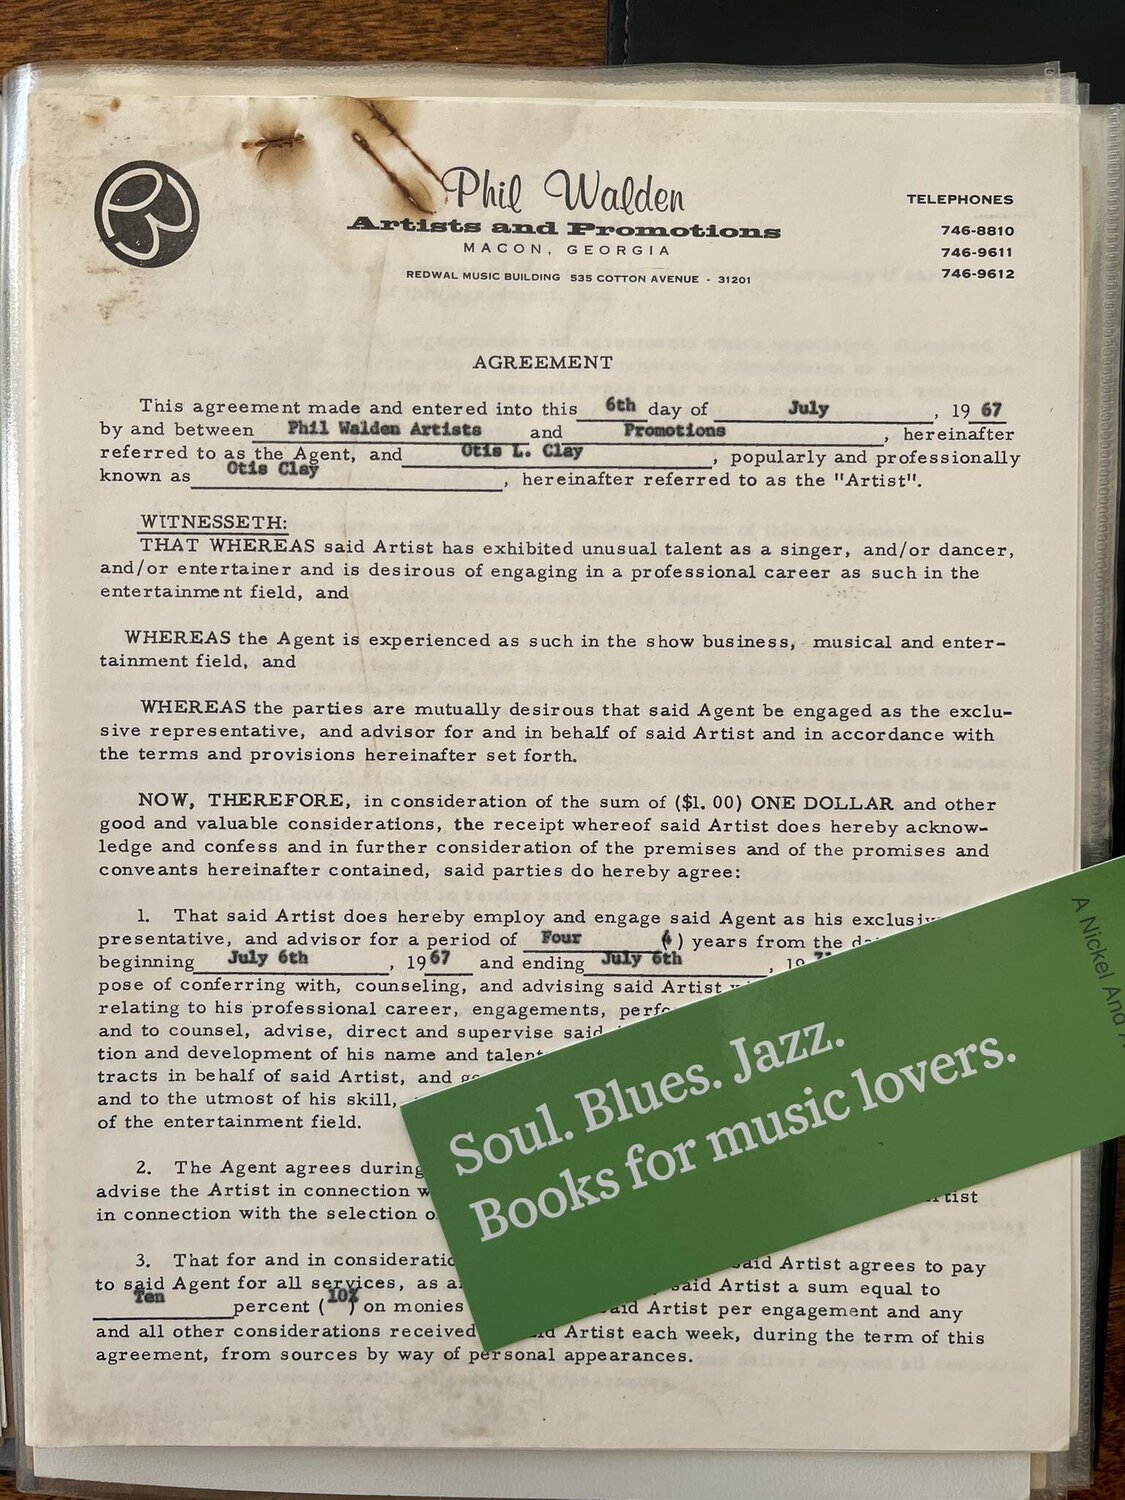 Phil Walden
Artists and Promotions
MACON, GEORGIA
REDWAL MUSIC BUILDING 535 COTTON AVENUE - 31201
TELEPHONES
746-8810
746-9611
746-9612
AGREEMENT
This agreement made and entered into this 6th day of July, 19 67
by and between Phil Walden Artists and Promotions, hereinafter
referred to as the Agent, and Otis L. Clay, popularly and professionally
known as Otis Clay, hereinafter referred to as the "Artist".
WITNESSETH:
THAT WHEREAS said Artist has exhibited unusual talent as a singer, and/or dancer,
and/or entertainer and is desirous of engaging in a professional career as such in the
entertainment field, and
WHEREAS the Agent is experienced as such in the show business, musical and enter-
tainment field, and
WHEREAS the parties are mutually desirous that said Agent be engaged as the exclu-
sive representative, and advisor for and in behalf of said Artist and in accordance with
the terms and provisions hereinafter set forth.
NOW, THEREFORE, in consideration of the sum of ($1.00) ONE DOLLAR and other
good and valuable considerations, the receipt whereof said Artist does hereby acknow-
ledge and confess and in further consideration of the premises and of the promises and
conveants hereinafter contained, said parties do hereby agree:
1. That said Artist does hereby employ and engage said Agent as his
presentative, and advisor for a period of Four (4) years from the
beginning July 6th, 19 67 and ending July 6th, 19
pose of conferring with, counseling, and advising said Artist
relating to his professional career, engagements,
and to counsel, advise, direct and supervise said
tion and development of his name and talent
tracts in behalf of said Artist, and
and to the utmost of his skill,
of the entertainment field.
2. The Agent agrees during
advise the Artist in connection
in connection with the selection
3. That for and in said Artist agrees to pay
to said Agent for all services, as said Artist a sum equal to
Ten percent (10%) on monies said Artist per engagement and any
and all other considerations received Artist each week, during the term of this
agreement, from sources by way of personal appearances.
Soul. Blues. Jazz.
Books for music lovers.
A Nickel And